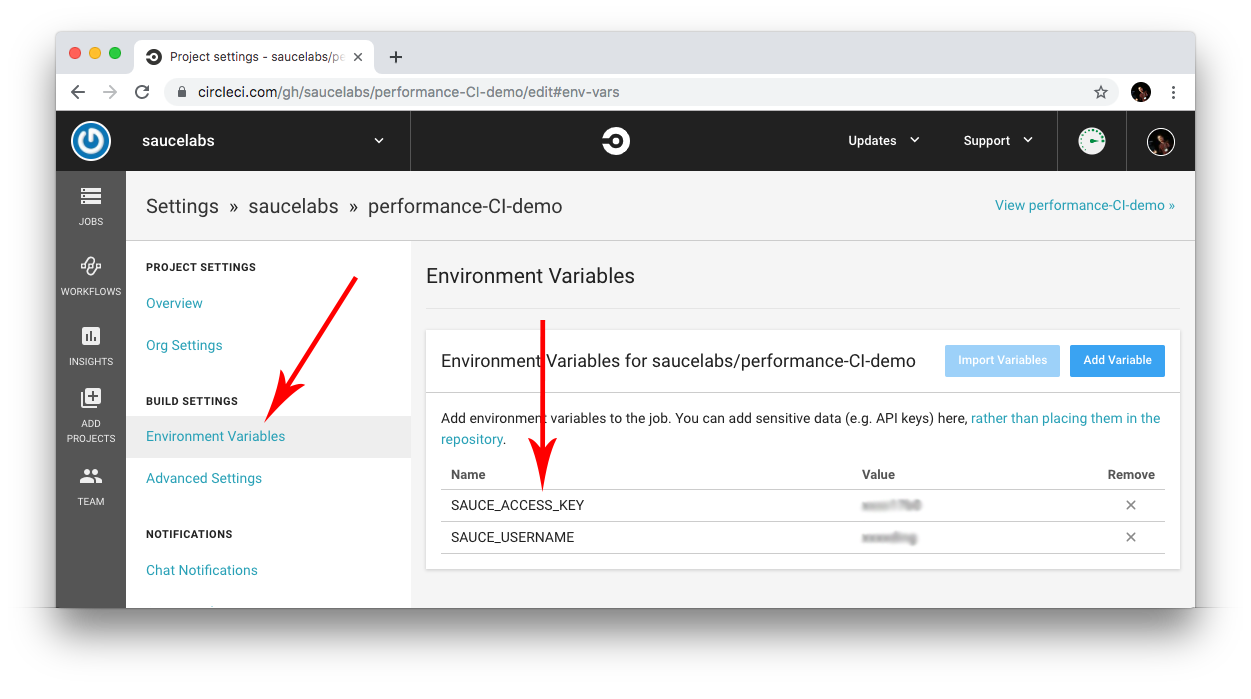 Project settings - saucelabs/pe
circleci.com/gh/saucelabs/performance-CI-demo/edit#env-vars
saucelabs
Updates
Support
JOBS
WORKFLOWS
INSIGHTS
ADD
PROJECTS
TEAM
Settings » saucelabs » performance-CI-demo
View performance-CI-demo »
PROJECT SETTINGS
Overview
Org Settings
BUILD SETTINGS
Environment Variables
Advanced Settings
NOTIFICATIONS
Chat Notifications
Environment Variables
Environment Variables for saucelabs/performance-CI-demo
Import Variables
Add Variable
Add environment variables to the job. You can add sensitive data (e.g. API keys) here, rather than placing them in the
repository.
Name Value Remove
SAUCE_ACCESS_KEY
SAUCE_USERNAME